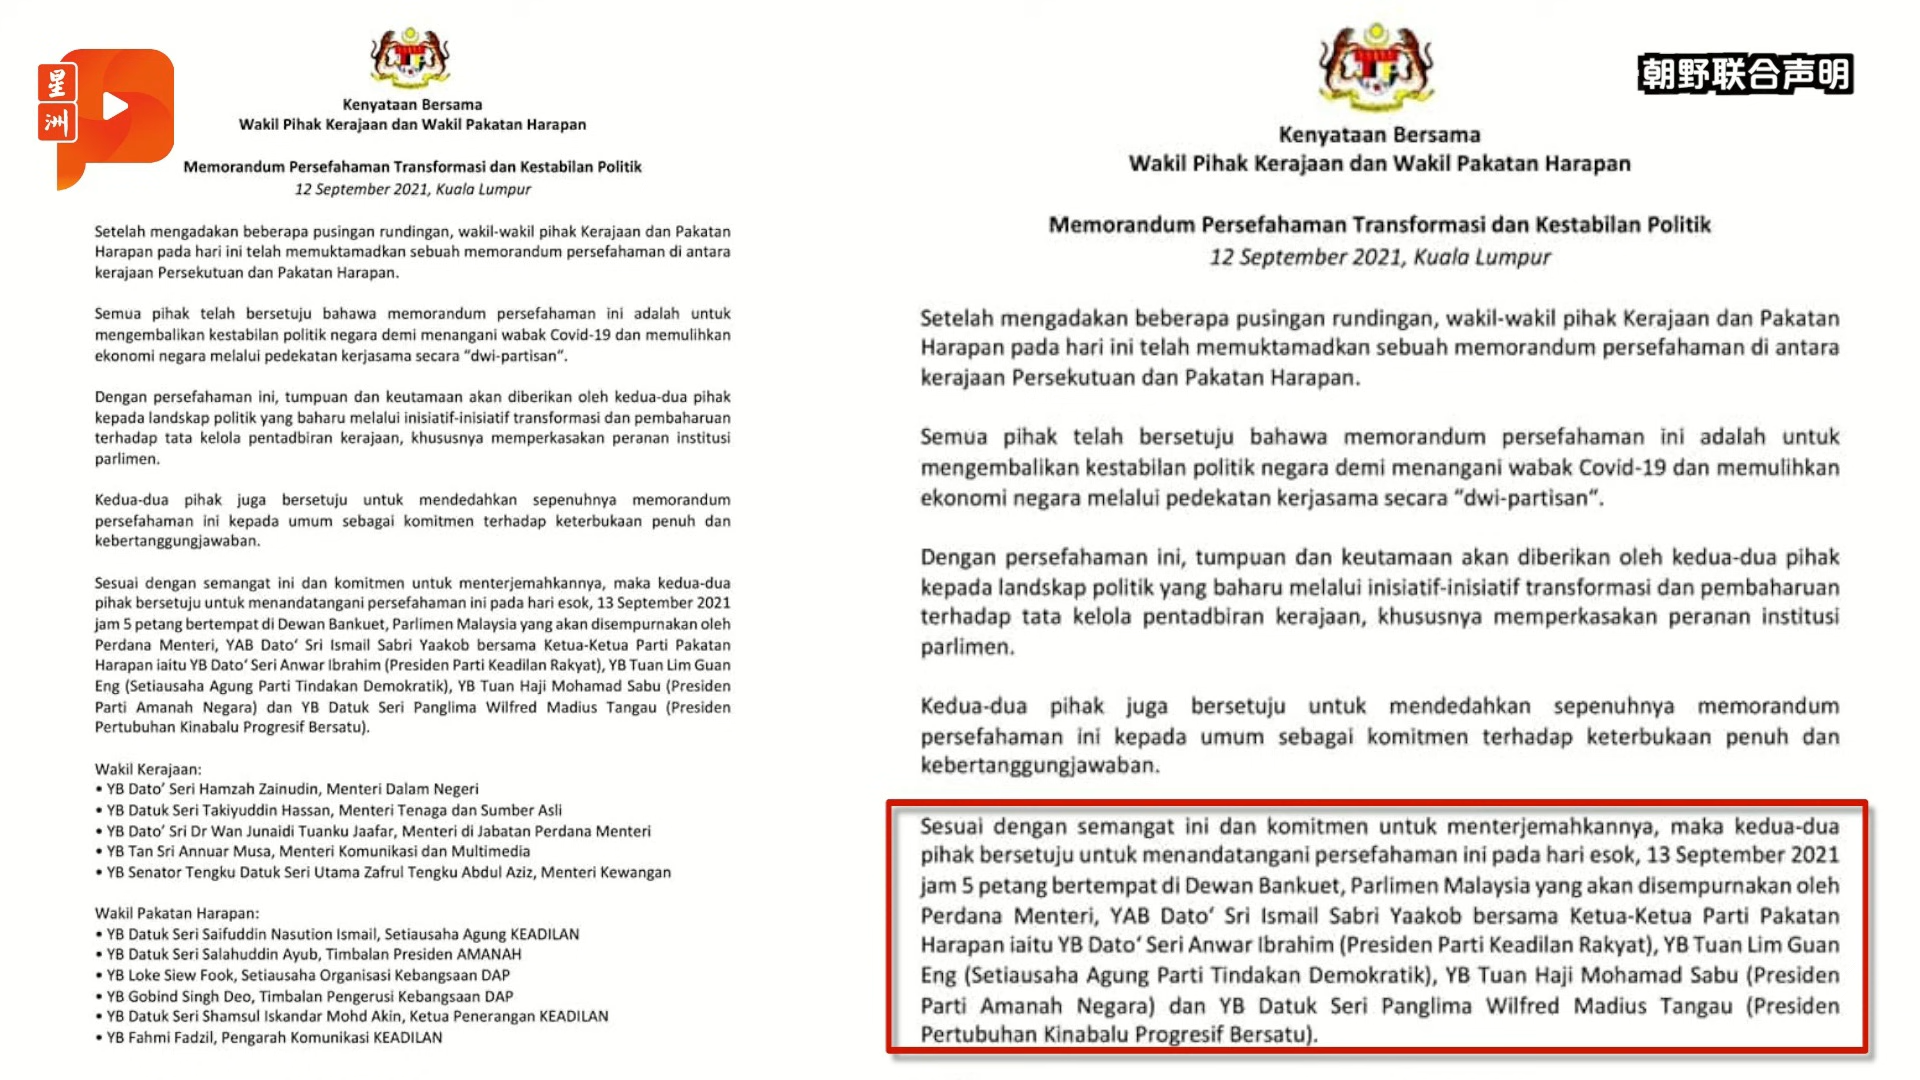 星
洲
Kenyataan Bersama
Wakil Pihak Kerajaan dan Wakil Pakatan Harapan
Memorandum Persefahaman Transformasi dan Kestabilan Politik
12 September 2021, Kuala Lumpur
Setelah mengadakan beberapa pusingan rundingan, wakil-wakil pihak Kerajaan dan Pakatan
Harapan pada hari ini telah memuktamadkan sebuah memorandum persefahaman di antara
kerajaan Persekutuan dan Pakatan Harapan.
Semua pihak telah bersetuju bahawa memorandum persefahaman ini adalah untuk
mengembalikan kestabilan politik negara demi menangani wabak Covid-19 dan memulihkan
ekonomi negara melalui pedekatan kerjasama secara “dwi-partisan“.
Dengan persefahaman ini, tumpuan dan keutamaan akan diberikan oleh kedua-dua pihak
kepada landskap politik yang baharu melalui inisiatif-inisiatif transformasi dan pembaharuan
terhadap tata kelola pentadbiran kerajaan, khususnya memperkasakan peranan institusi
parlimen.
Kedua-dua pihak juga bersetuju untuk mendedahkan sepenuhnya memorandum
persefahaman ini kepada umum sebagai komitmen terhadap keterbukaan penuh dan
kebertanggungjawaban.
Sesuai dengan semangat ini dan komitmen untuk menterjemahkannya, maka kedua-dua
pihak bersetuju untuk menandatangani persefahaman ini pada hari esok, 13 September 2021
jam 5 petang bertempat di Dewan Bankuet, Parlimen Malaysia yang akan disempurnakan oleh
Perdana Menteri, YAB Dato‘ Sri Ismail Sabri Yaakob bersama Ketua-Ketua Parti Pakatan
Harapan iaitu YB Dato‘ Seri Anwar Ibrahim (Presiden Parti Keadilan Rakyat), YB Tuan Lim Guan
Eng (Setiausaha Agung Parti Tindakan Demokratik), YB Tuan Haji Mohamad Sabu (Presiden
Parti Amanah Negara) dan YB Datuk Seri Panglima Wilfred Madius Tangau (Presiden
Pertubuhan Kinabalu Progresif Bersatu).
Wakil Kerajaan:
• YB Dato’ Seri Hamzah Zainudin, Menteri Dalam Negeri
• YB Datuk Seri Takiyuddin Hassan, Menteri Tenaga dan Sumber Asli
• YB Dato’ Sri Dr Wan Junaidi Tuanku Jaafar, Menteri di Jabatan Perdana Menteri
• YB Tan Sri Annuar Musa, Menteri Komunikasi dan Multimedia
• YB Senator Tengku Datuk Seri Utama Zafrul Tengku Abdul Aziz, Menteri Kewangan
Wakil Pakatan Harapan:
• YB Datuk Seri Saifuddin Nasution Ismail, Setiausaha Agung KEADILAN
• YB Datuk Seri Salahuddin Ayub, Timbalan Presiden AMANAH
• YB Loke Siew Fook, Setiausaha Organisasi Kebangsaan DAP
• YB Gobind Singh Deo, Timbalan Pengerusi Kebangsaan DAP
• YB Datuk Seri Shamsul Iskandar Mohd Akin, Ketua Penerangan KEADILAN
• YB Fahmi Fadzil, Pengarah Komunikasi KEADILAN
朝野联合声明
Kenyataan Bersama
Wakil Pihak Kerajaan dan Wakil Pakatan Harapan
Memorandum Persefahaman Transformasi dan Kestabilan Politik
12 September 2021, Kuala Lumpur
Setelah mengadakan beberapa pusingan rundingan, wakil-wakil pihak Kerajaan dan Pakatan
Harapan pada hari ini telah memuktamadkan sebuah memorandum persefahaman di antara
kerajaan Persekutuan dan Pakatan Harapan.
Semua pihak telah bersetuju bahawa memorandum persefahaman ini adalah untuk
mengembalikan kestabilan politik negara demi menangani wabak Covid-19 dan memulihkan
ekonomi negara melalui pedekatan kerjasama secara “dwi-partisan“.
Dengan persefahaman ini, tumpuan dan keutamaan akan diberikan oleh kedua-dua pihak
kepada landskap politik yang baharu melalui inisiatif-inisiatif transformasi dan pembaharuan
terhadap tata kelola pentadbiran kerajaan, khususnya memperkasakan peranan institusi
parlimen.
Kedua-dua pihak juga bersetuju untuk mendedahkan sepenuhnya memorandum
persefahaman ini kepada umum sebagai komitmen terhadap keterbukaan penuh dan
kebertanggungjawaban.
Sesuai dengan semangat ini dan komitmen untuk menterjemahkannya, maka kedua-dua
pihak bersetuju untuk menandatangani persefahaman ini pada hari esok, 13 September 2021
jam 5 petang bertempat di Dewan Bankuet, Parlimen Malaysia yang akan disempurnakan oleh
Perdana Menteri, YAB Dato‘ Sri Ismail Sabri Yaakob bersama Ketua-Ketua Parti Pakatan
Harapan iaitu YB Dato‘ Seri Anwar Ibrahim (Presiden Parti Keadilan Rakyat), YB Tuan Lim Guan
Eng (Setiausaha Agung Parti Tindakan Demokratik), YB Tuan Haji Mohamad Sabu (Presiden
Parti Amanah Negara) dan YB Datuk Seri Panglima Wilfred Madius Tangau (Presiden
Pertubuhan Kinabalu Progresif Bersatu).